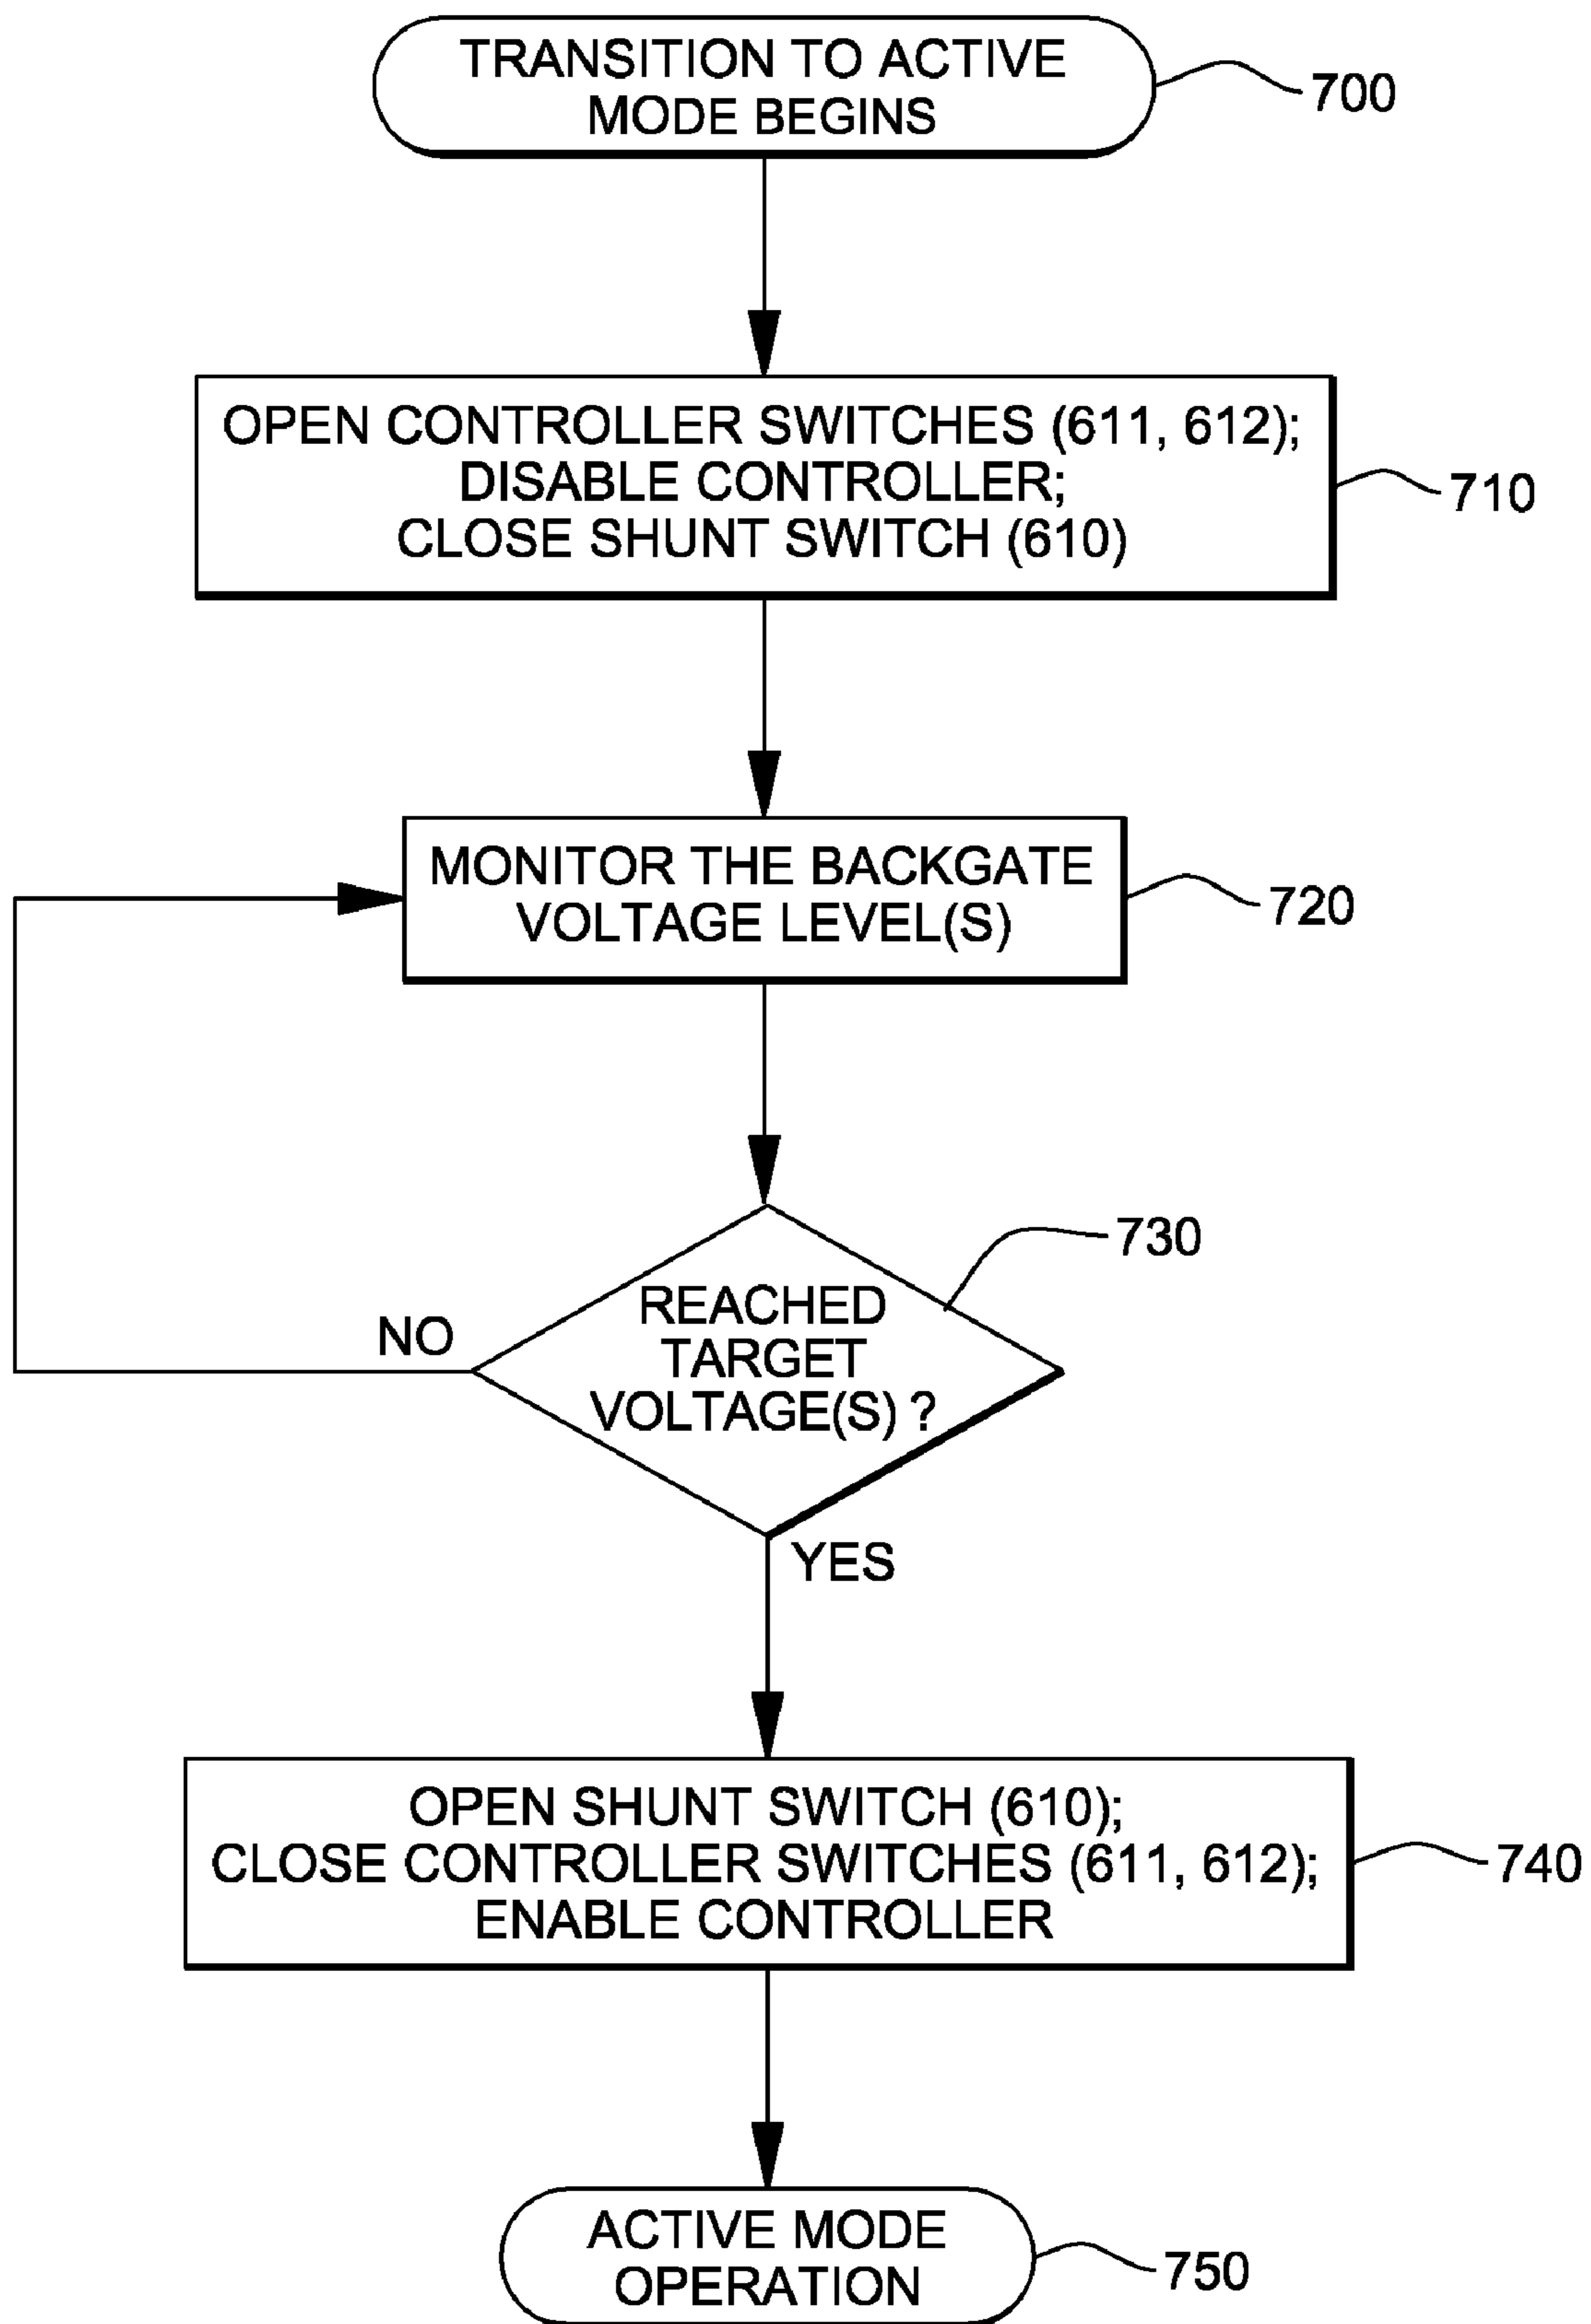 TRANSITION TO ACTIVE
MODE BEGINS
700
OPEN CONTROLLER SWITCHES (611, 612);
DISABLE CONTROLLER;
CLOSE SHUNT SWITCH (610)
710
MONITOR THE BACKGATE
VOLTAGE LEVEL(S)
720
730
REACHED
TARGET
VOLTAGE(S) ?
NO
YES
OPEN SHUNT SWITCH (610);
CLOSE CONTROLLER SWITCHES (611, 612);
ENABLE CONTROLLER
740
ACTIVE MODE
OPERATION
750